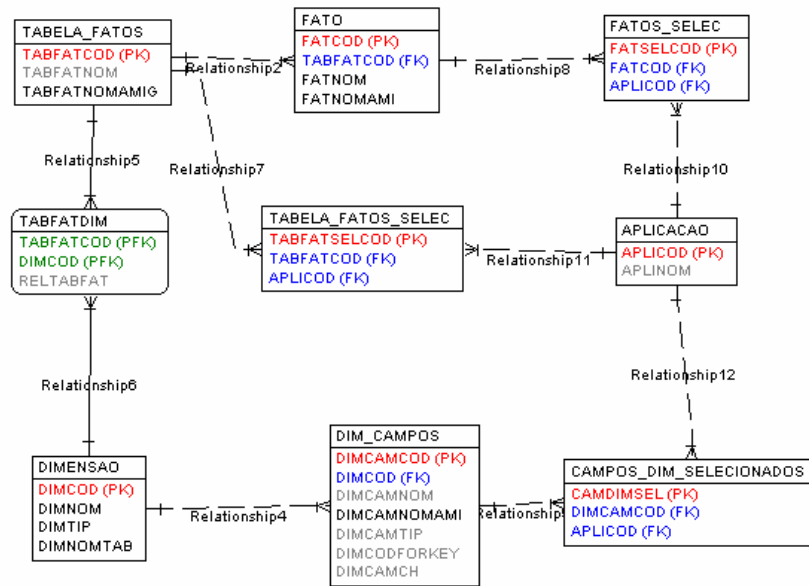 TABELA_FATOS
TABFATCOD (PK)
TABFATNOM
TABFATNOMAMIG
Relationship2
FATO
FATCOD (PK)
TABFATCOD (FK)
FATNOM
FATNOMAMI
Relationship8
FATOS_SELEC
FATSELCOD (PK)
FATCOD (FK)
APLICOD (FK)
Relationship5
Relationship7
Relationship10
TABFATDIM
TABFATCOD (PFK)
DIMCOD (PFK)
RELTABFAT
TABELA_FATOS_SELEC
TABFATSELCOD (PK)
TABFATCOD (FK)
APLICOD (FK)
Relationship11
APLICACAO
APLICOD (PK)
APLINOM
Relationship6
Relationship12
DIMENSAO
DIMCOD (PK)
DIMNOM
DIMTIP
DIMNOMTAB
Relationship4
DIM_CAMPOS
DIMCAMCOD (PK)
DIMCOD (FK)
DIMCAMNOM
DIMCAMNOMAMI
DIMCAMTIP
DIMCODFORKEY
DIMCAMCH
Relationship
CAMPOS_DIM_SELECIONADOS
CAMDIMSEL (PK)
DIMCAMCOD (FK)
APLICOD (FK)